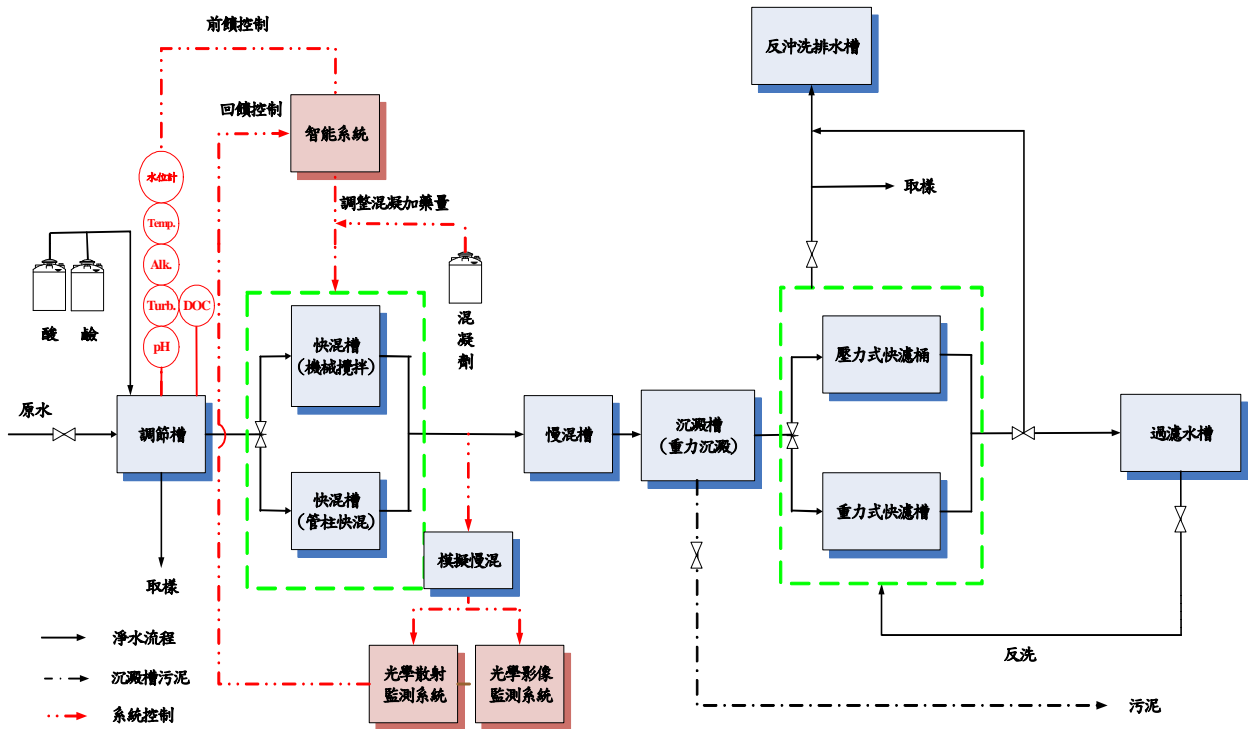 前饋控制
反沖洗排水槽
回饋控制
智能系統
水位計
取樣
調整混凝加藥量
Temp.
Alk.
Turb.
DOC
pH
酸
鹼
混
凝
劑
快混槽
(機械攪拌)
壓力式快濾桶
原水
調節槽
慢混槽
沉澱槽
(重力沉澱)
過濾水槽
快混槽
(管柱快混)
重力式快濾槽
模擬慢混
取樣
淨水流程
沉澱槽污泥
系統控制
光學散射
監測系統
光學影像
監測系統
反洗
污泥